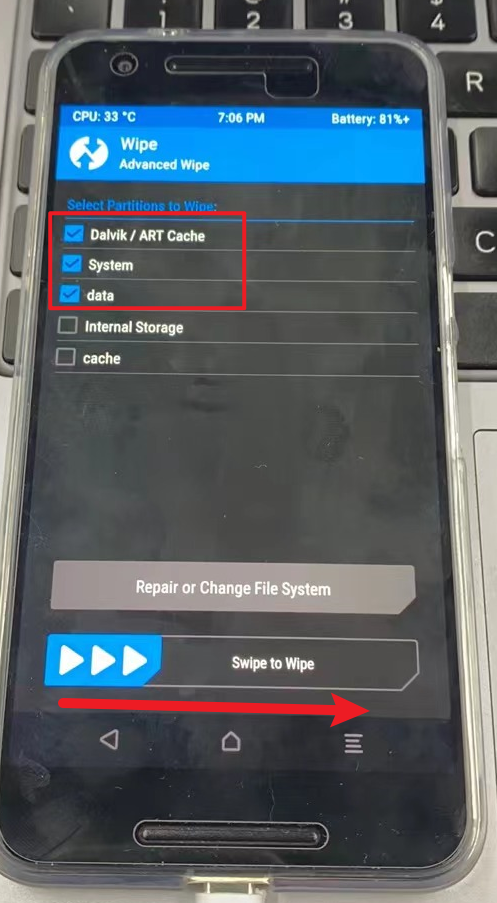 1
2
3
4
R
C
CPU: 33 °C 7:06 PM Battery: 81%+
Wipe
Advanced Wipe
Select Partitions to Wipe:
Dalvik / ART Cache
System
data
Internal Storage
cache
Repair or Change File System
Swipe to Wipe